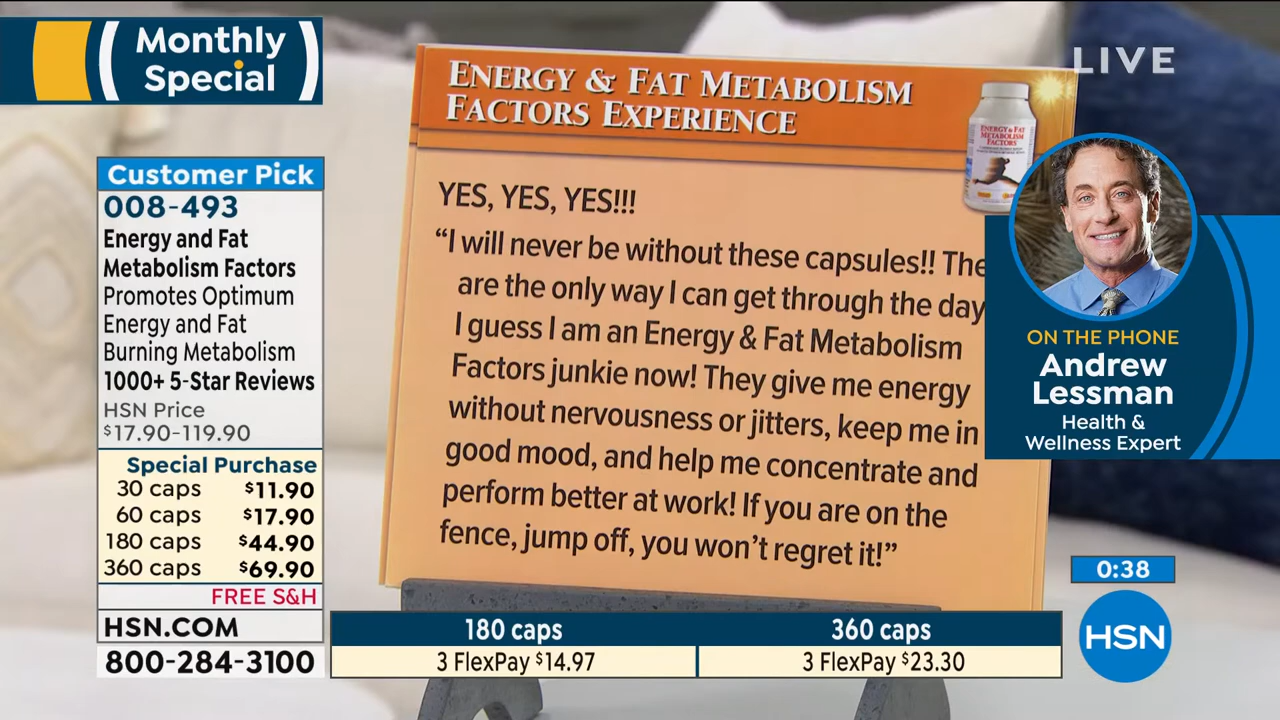 Monthly
Special
LIVE
Customer Pick
008-493
Energy and Fat
Metabolism Factors
Promotes Optimum
Energy and Fat
Burning Metabolism
1000+ 5-Star Reviews
HSN Price
$17.90-119.90
Special Purchase
30 caps $11.90
60 caps $17.90
180 caps $44.90
360 caps $69.90
FREE S&H
HSN.COM
800-284-3100
ENERGY & FAT METABOLISM
FACTORS EXPERIENCE
ENERGY & FAT
METABOLISM
FACTORS
YES, YES, YES!!!
“I will never be without these capsules!! The
are the only way I can get through the day
I guess I am an Energy & Fat Metabolism
Factors junkie now! They give me energy
without nervousness or jitters, keep me in
good mood, and help me concentrate and
perform better at work! If you are on the
fence, jump off, you won’t regret it!”
ON THE PHONE
Andrew
Lessman
Health &
Wellness Expert
0:38
HSN
180 caps 360 caps
3 FlexPay $14.97 3 FlexPay $23.30